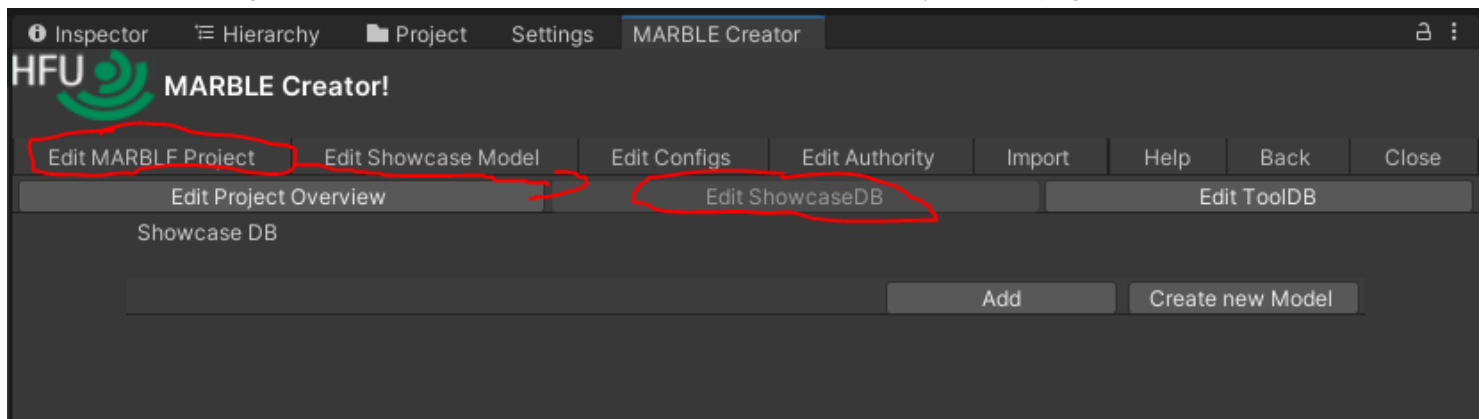 Inspector Hierarchy Project Settings MARBLE Creator
HFU MARBLE Creator!
Edit MARBLE Project Edit Showcase Model Edit Configs Edit Authority Import Help Back Close
Edit Project Overview Edit ShowcaseDB Edit ToolDB
Showcase DB
Add Create new Model